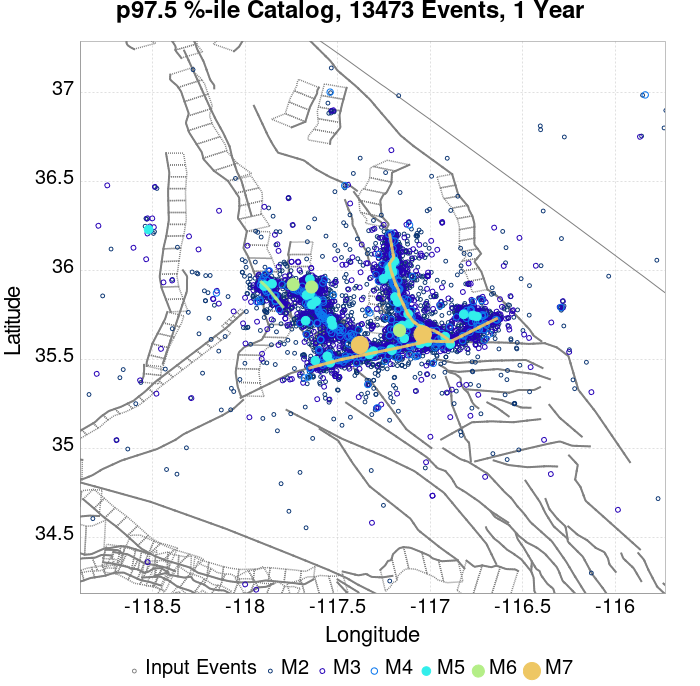 p97.5 %-ile Catalog, 13473 Events, 1 Year
37
36.5
36
35.5
35
34.5
Latitude
-118.5 -118 -117.5 -117 -116.5 -116
Longitude
Input Events M2 M3 M4 M5 M6 M7